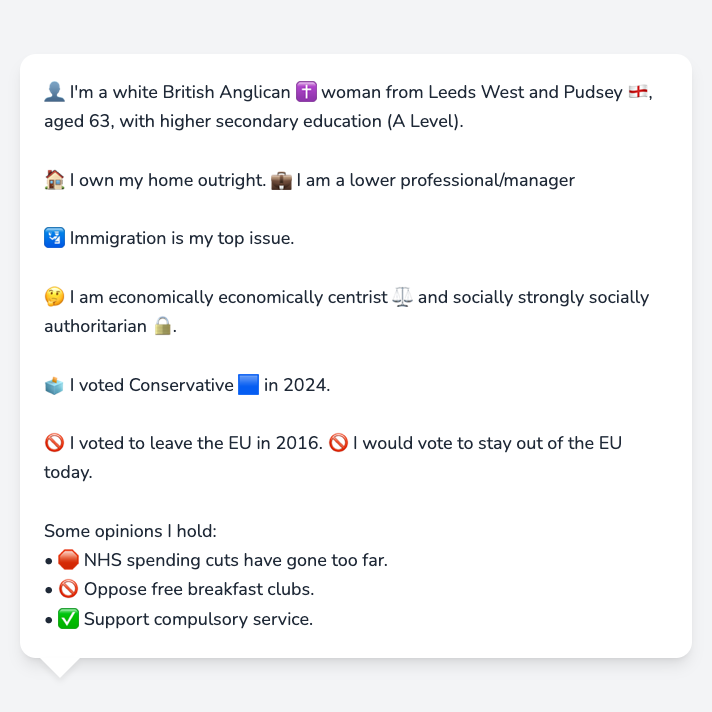 👤 I'm a white British Anglican ✝️ woman from Leeds West and Pudsey 🏴󠁧󠁢󠁥󠁮󠁧󠁿,
aged 63, with higher secondary education (A Level).
🏠 I own my home outright. 💼 I am a lower professional/manager
🛂 Immigration is my top issue.
🤔 I am economically economically centrist ⚖️ and socially strongly socially
authoritarian 🔒.
🗳️ I voted Conservative 🟦 in 2024.
🚫 I voted to leave the EU in 2016. 🚫 I would vote to stay out of the EU
today.
Some opinions I hold:
• 🛑 NHS spending cuts have gone too far.
• 🚫 Oppose free breakfast clubs.
• ✅ Support compulsory service.